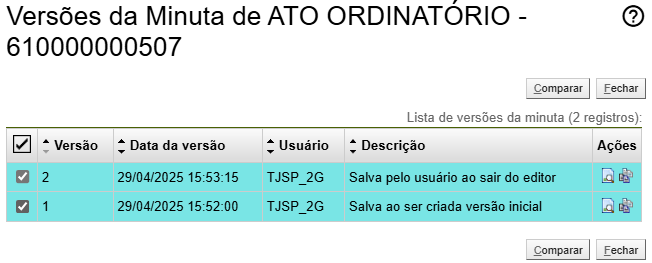 Versões da Minuta de ATO ORDINATÓRIO -
610000000507
Comparar Fechar
Lista de versões da minuta (2 registros):
Versão Data da versão Usuário Descrição Ações
2 29/04/2025 15:53:15 TJSP_2G Salva pelo usuário ao sair do editor
1 29/04/2025 15:52:00 TJSP_2G Salva ao ser criada versão inicial
Comparar Fechar